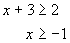 x + 3 ≥ 2
x ≥ −1